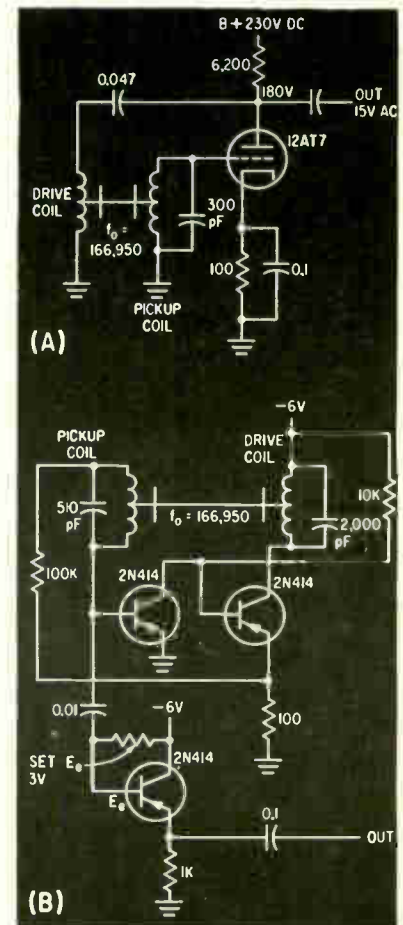 B+230V DC
6,200
0.047
180V
OUT
15V AC
12AT7
DRIVE
COIL
300
pF
f₀ =
166,950
100
0.1
PICKUP
COIL
(A)
-6V
PICKUP
COIL
DRIVE
COIL
510
pF
f₀ = 166,950
10K
2,000
pF
100K
2N414
2N414
0.01
-6V
100
SET Eₑ
3V
2N414
Eₑ
0.1
OUT
1K
(B)